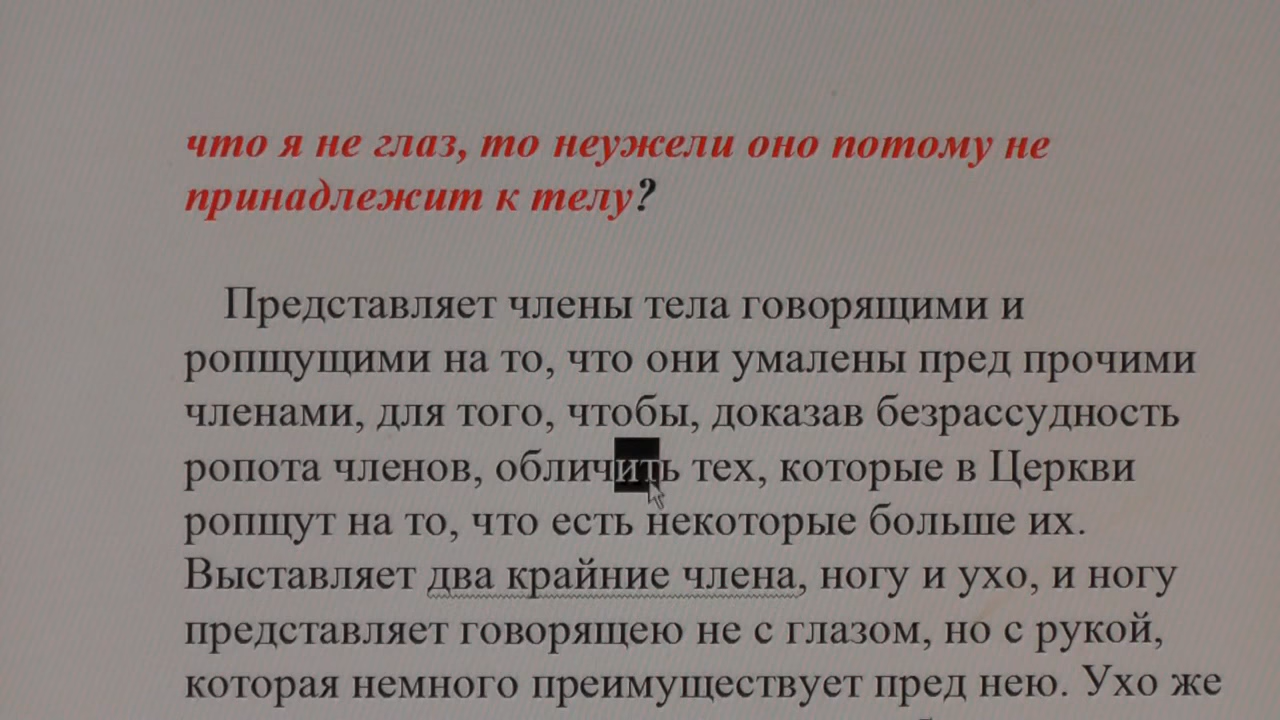 что я не глаз, то неужели оно потому не
принадлежит к телу?
Представляет члены тела говорящими и
ропщущими на то, что они умалены пред прочими
членами, для того, чтобы, доказав безрассудность
ропота членов, обличить тех, которые в Церкви
ропщут на то, что есть некоторые больше их.
Выставляет два крайние члена, ногу и ухо, и ногу
представляет говорящею не с глазом, но с рукой,
которая немного преимуществует пред нею. Ухо же